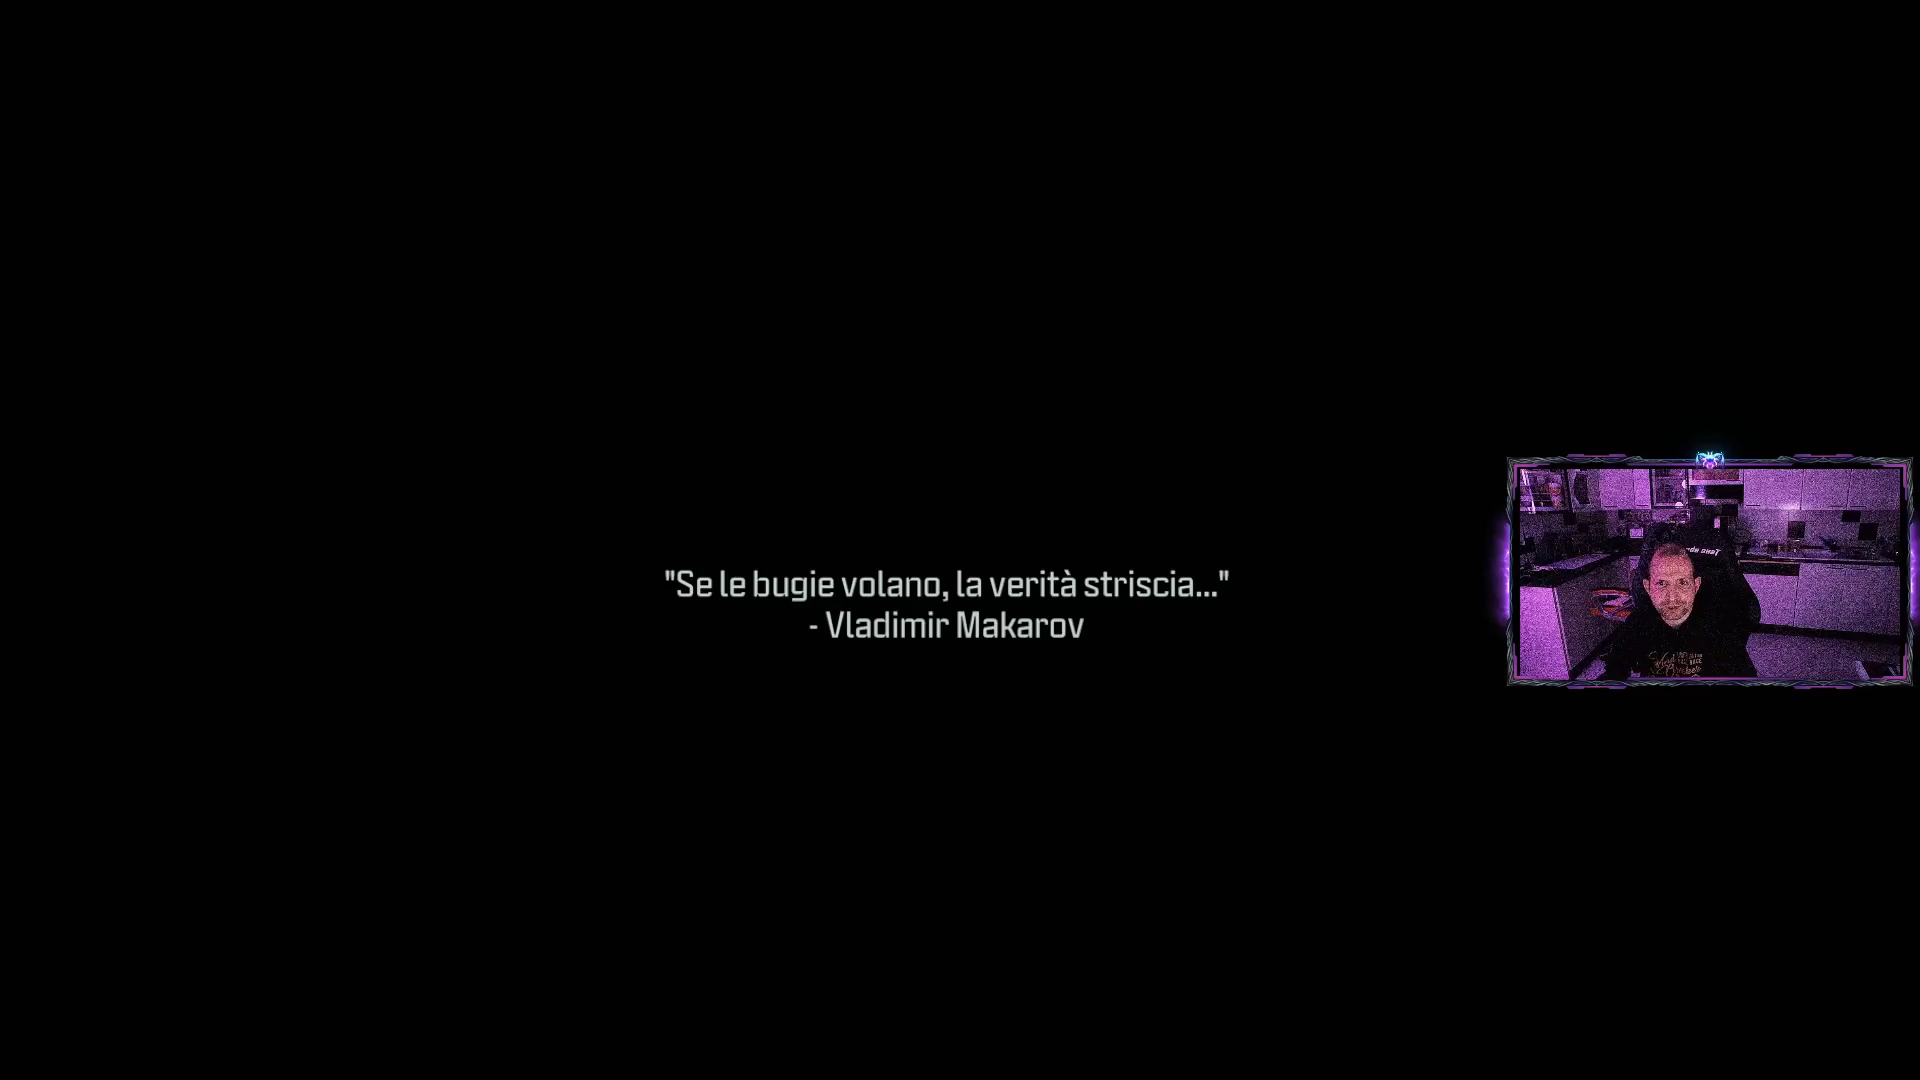 "Se le bugie volano, la verità striscia..."
- Vladimir Makarov